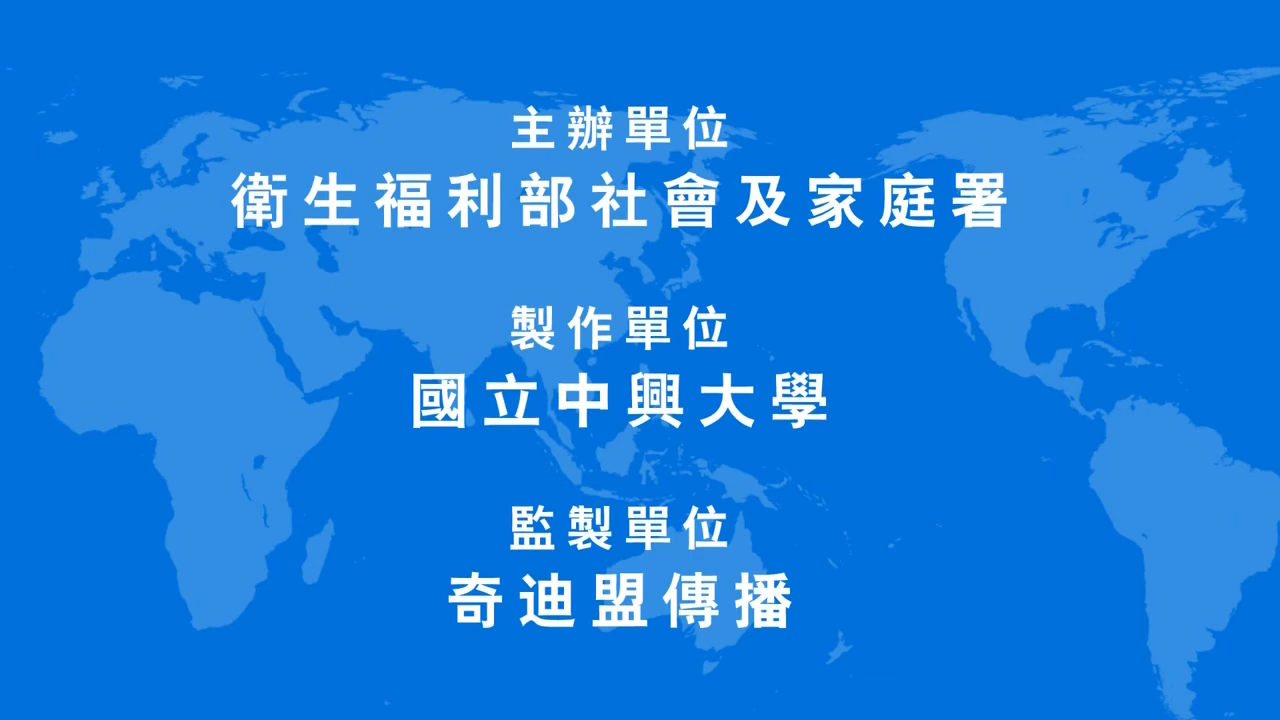 主辦單位
衛生福利部社會及家庭署
製作單位
國立中興大學
監製單位
奇迪盟傳播